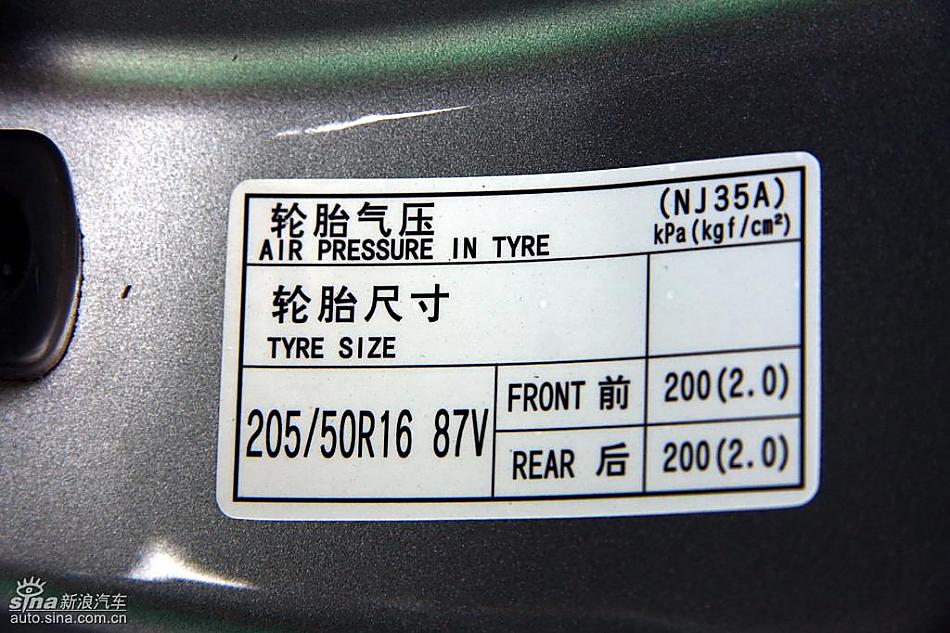 轮胎气压
AIR PRESSURE IN TYRE
(NJ35A)
kPa(kgf/cm²)
轮胎尺寸
TYRE SIZE
205/50R16 87V
FRONT 前
200(2.0)
REAR 后
200(2.0)
sina新浪汽车
auto.sina.com.cn